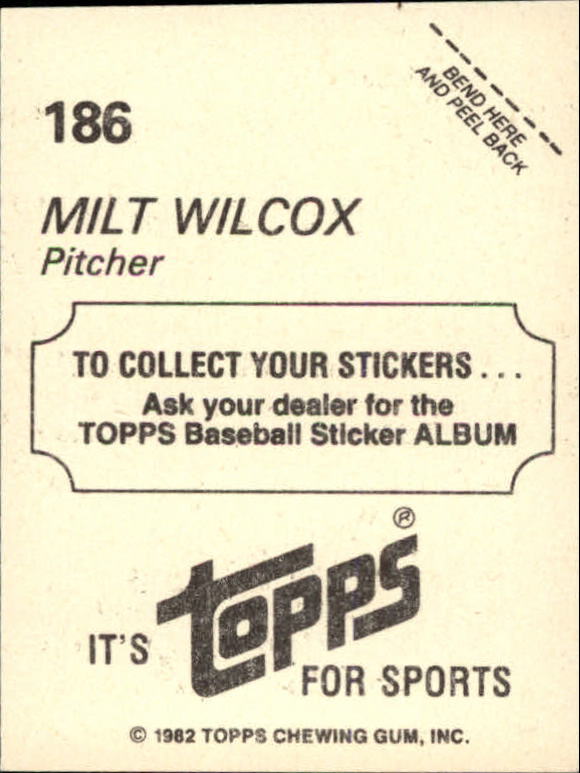 BEND HERE
AND PEEL BACK
186
MILT WILCOX
Pitcher
TO COLLECT YOUR STICKERS . . .
Ask your dealer for the
TOPPS Baseball Sticker ALBUM
IT'S topps®
FOR SPORTS
© 1982 TOPPS CHEWING GUM, INC.